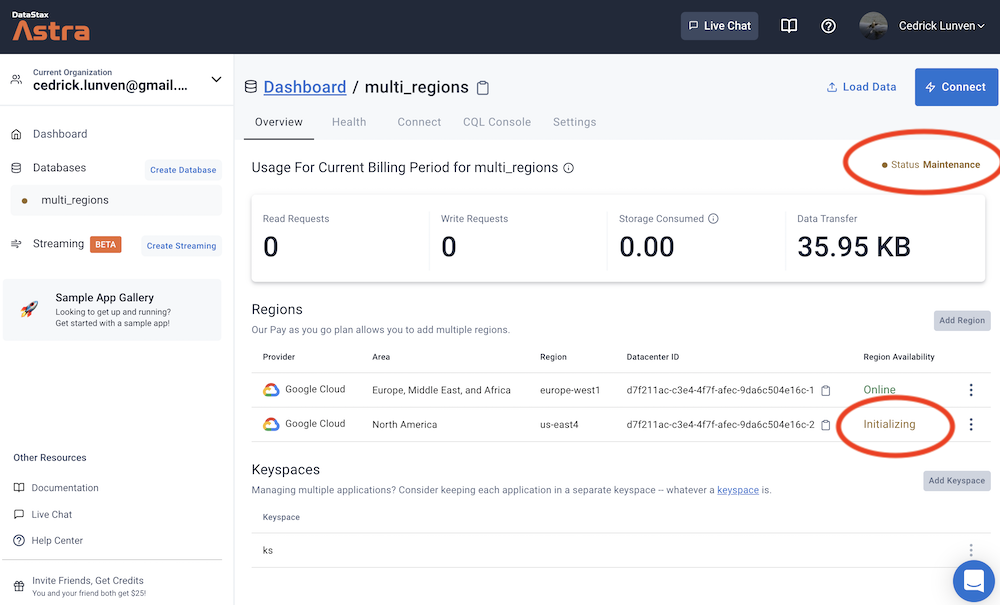 DataStax
Astra
Live Chat
Cedrick Lunven
Current Organization
cedrick.lunven@gmail....
Dashboard
Databases
Create Database
multi_regions
Streaming
BETA
Create Streaming
Sample App Gallery
Looking to get up and running?
Get started with a sample app!
Other Resources
Documentation
Live Chat
Help Center
Invite Friends, Get Credits
You and your friend both get $25!
Dashboard / multi_regions
Load Data
Connect
Overview Health Connect CQL Console Settings
Usage For Current Billing Period for multi_regions
Status Maintenance
Read Requests Write Requests Storage Consumed Data Transfer
0 0 0.00 35.95 KB
Regions
Our Pay as you go plan allows you to add multiple regions.
Add Region
Provider Area Region Datacenter ID Region Availability
Google Cloud Europe, Middle East, and Africa europe-west1 d7f211ac-c3e4-4f7f-afec-9da6c504e16c-1 Online
Google Cloud North America us-east4 d7f211ac-c3e4-4f7f-afec-9da6c504e16c-2 Initializing
Keyspaces
Managing multiple applications? Consider keeping each application in a separate keyspace -- whatever a keyspace is.
Add Keyspace
Keyspace
ks